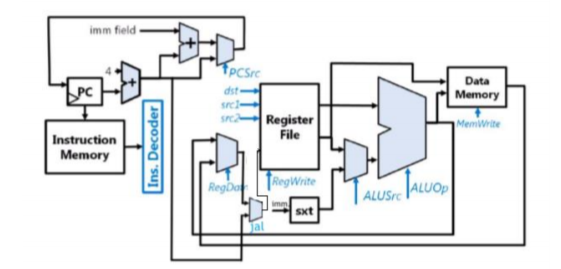 imm field
4
PC
PCSrc
Instruction
Memory
Ins. Decoder
dst
src1
src2
Register
File
Data
Memory
MemWrite
RegWrite
imm
sxt
jal
ALUSrc
ALUOp